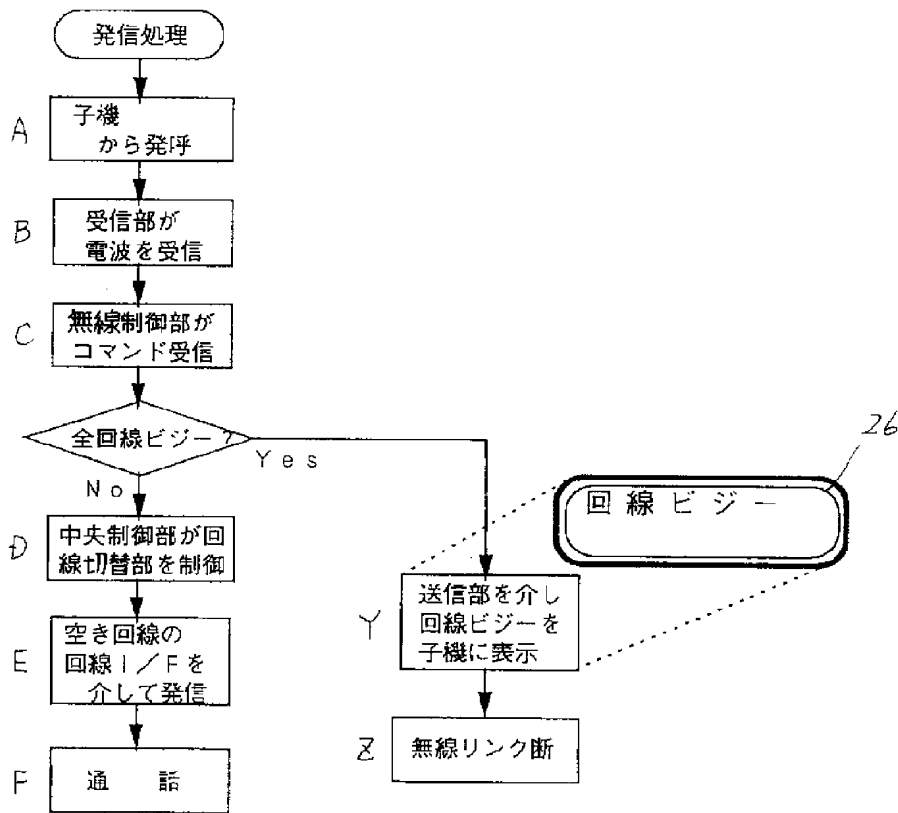 発信処理
A
子機
から発呼
B
受信部が
電波を受信
C
無線制御部が
コマンド受信
全回線ビジー?
Yes
No
26
回線ビジー
D
中央制御部が回
線切替部を制御
Y
送信部を介し
回線ビジーを
子機に表示
E
空き回線の
回線I/Fを
介して発信
Z
無線リンク断
F
通話